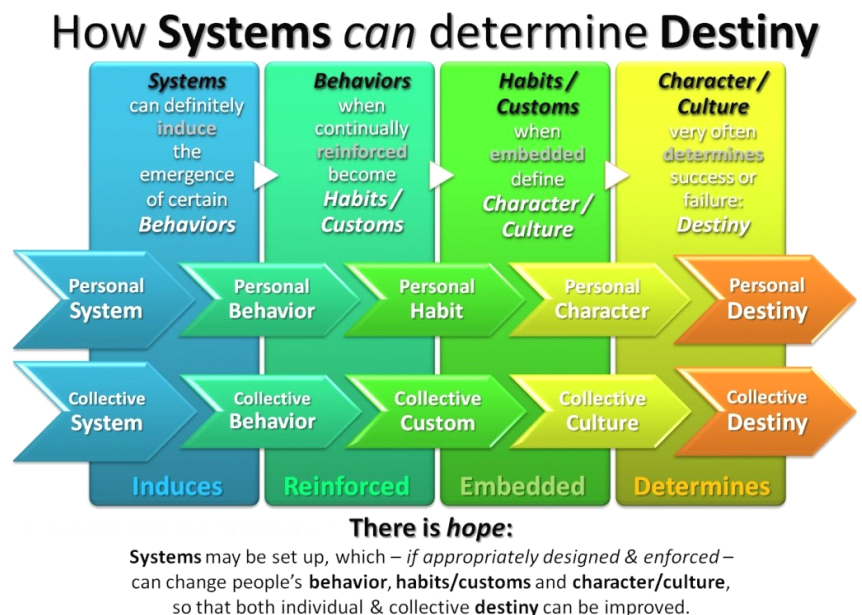 How Systems can determine Destiny
Systems
can definitely
induce
the
emergence
of certain
Behaviors
Behaviors
when
continually
reinforced
become
Habits /
Customs
Habits /
Customs
when
embedded
define
Character /
Culture
Character /
Culture
very often
determines
success or
failure:
Destiny
Personal
System
Personal
Behavior
Personal
Habit
Personal
Character
Personal
Destiny
Collective
System
Collective
Behavior
Collective
Custom
Collective
Culture
Collective
Destiny
Induces
Reinforced
Embedded
Determines
There is hope:
Systems may be set up, which – if appropriately designed & enforced –
can change people's behavior, habits/customs and character/culture,
so that both individual & collective destiny can be improved.